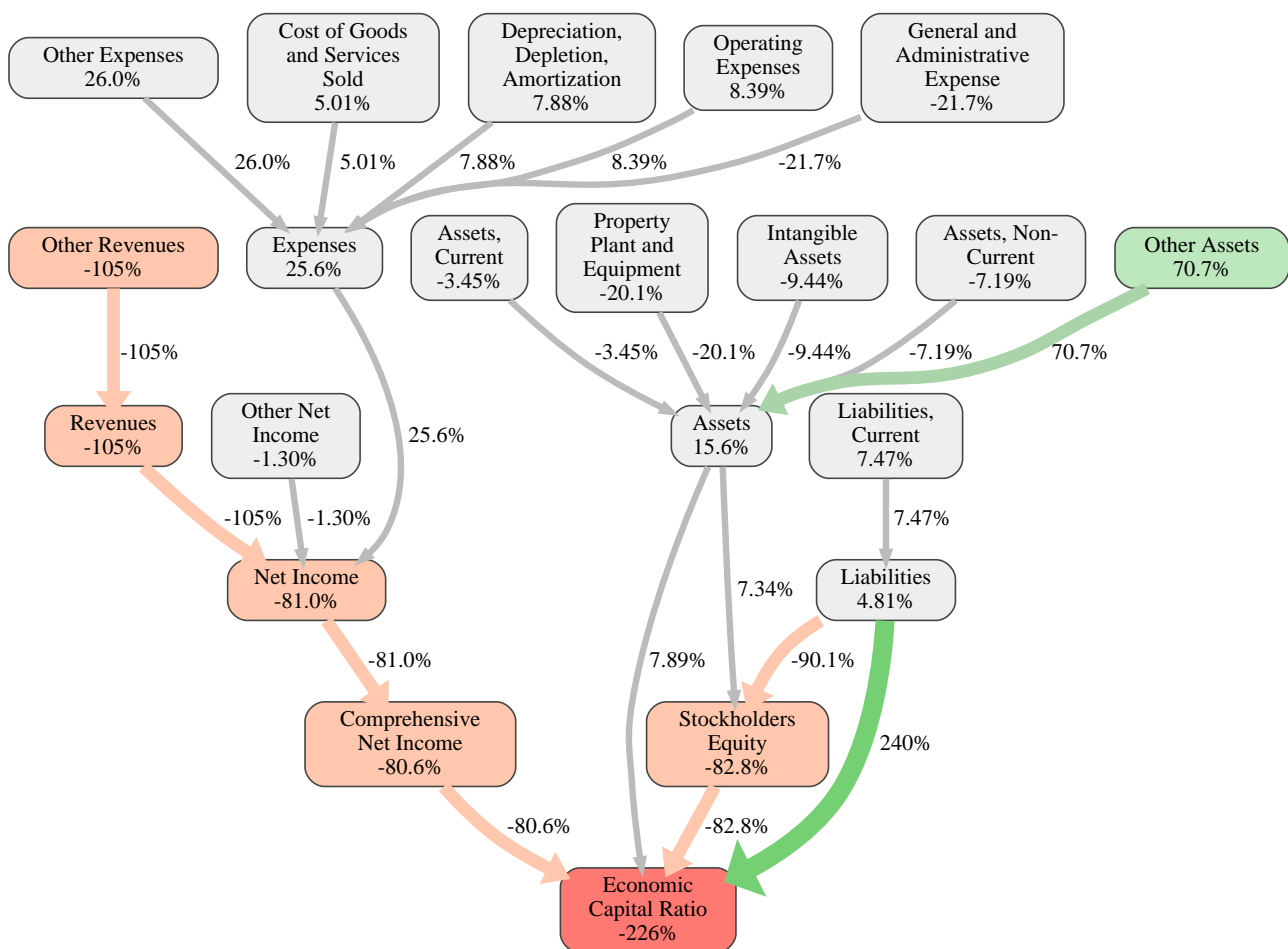 Other Expenses
26.0%
Cost of Goods
and Services
Sold
5.01%
Depreciation,
Depletion,
Amortization
7.88%
Operating
Expenses
8.39%
General and
Administrative
Expense
-21.7%
26.0%
5.01%
7.88%
8.39%
-21.7%
Other Revenues
-105%
Expenses
25.6%
Assets,
Current
-3.45%
Property
Plant and
Equipment
-20.1%
Intangible
Assets
-9.44%
Assets, Non-
Current
-7.19%
Other Assets
70.7%
-105%
-3.45%
-20.1%
-9.44%
-7.19%
70.7%
Revenues
-105%
Other Net
Income
-1.30%
25.6%
Assets
15.6%
Liabilities,
Current
7.47%
-105%
-1.30%
7.47%
Net Income
-81.0%
7.34%
Liabilities
4.81%
-81.0%
7.89%
-90.1%
Comprehensive
Net Income
-80.6%
Stockholders
Equity
-82.8%
240%
-80.6%
-82.8%
Economic
Capital Ratio
-226%